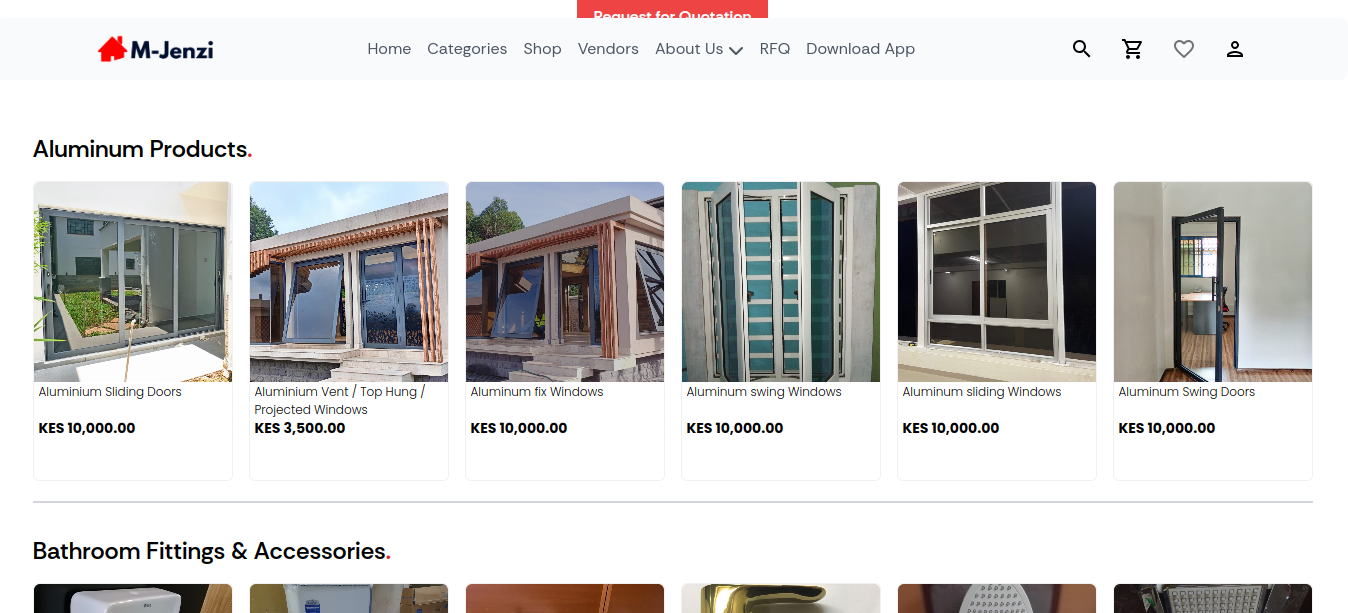 Request for Quotation
M-Jenzi
Home Categories Shop Vendors About Us RFQ Download App
Aluminum Products.
Aluminium Sliding Doors
KES 10,000.00
Aluminium Vent / Top Hung /
Projected Windows
KES 3,500.00
Aluminum fix Windows
KES 10,000.00
Aluminum swing Windows
KES 10,000.00
Aluminum sliding Windows
KES 10,000.00
Aluminum Swing Doors
KES 10,000.00
Bathroom Fittings & Accessories.